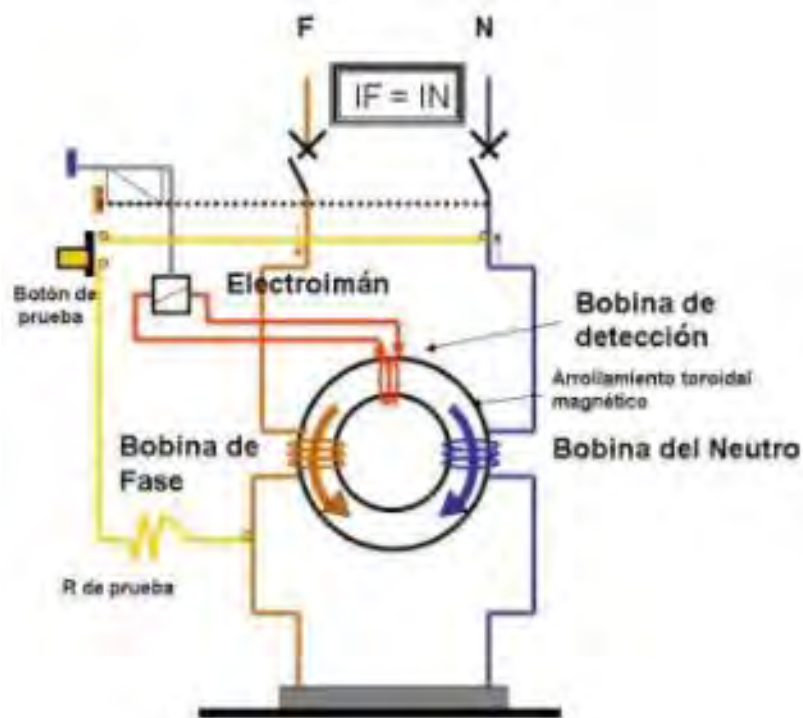 F
N
IF = IN
Botón de
prueba
Electroimán
Bobina de
detección
Arrollamiento toroidal
magnético
Bobina de
Fase
Bobina del Neutro
R de prueba